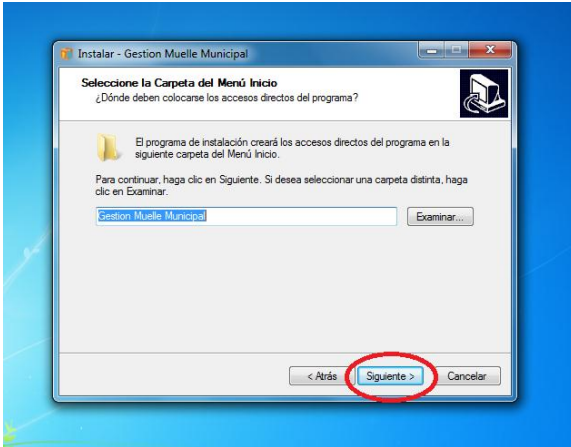 Instalar - Gestion Muelle Municipal
Seleccione la Carpeta del Menú Inicio
¿Dónde deben colocarse los accesos directos del programa?
El programa de instalación creará los accesos directos del programa en la
siguiente carpeta del Menú Inicio.
Para continuar, haga clic en Siguiente. Si desea seleccionar una carpeta distinta, haga
clic en Examinar.
Gestion Muelle Municipal
Examinar...
< Atrás
Siguiente >
Cancelar